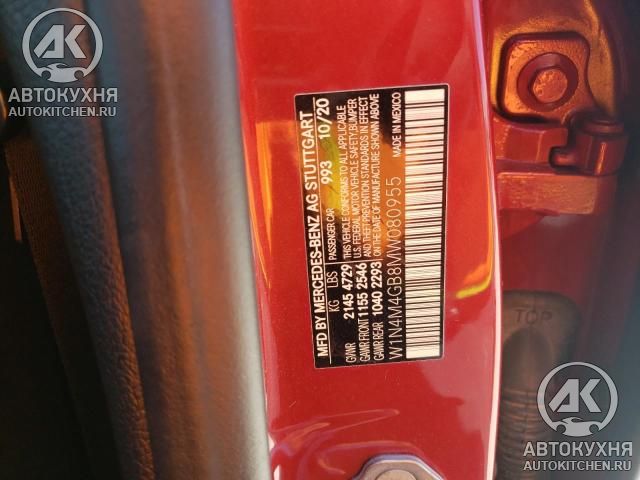 АК
АВТОКУХНЯ
AUTOKITCHEN.RU
MFD BY MERCEDES-BENZ AG STUTTGART
993 10/20
KG LBS PASSENGER CAR
GVWR 2145 4729
GAWR FRONT 1155 2546
GAWR REAR 1040 2293
THIS VEHICLE CONFORMS TO ALL APPLICABLE
U.S. FEDERAL MOTOR VEHICLE SAFETY, BUMPER
AND THEFT PREVENTION STANDARDS IN EFFECT
ON THE DATE OF MANUFACTURE SHOWN ABOVE
W1N4M4GB8MW080955
MADE IN MEXICO
TOP
АК
АВТОКУХНЯ
AUTOKITCHEN.RU